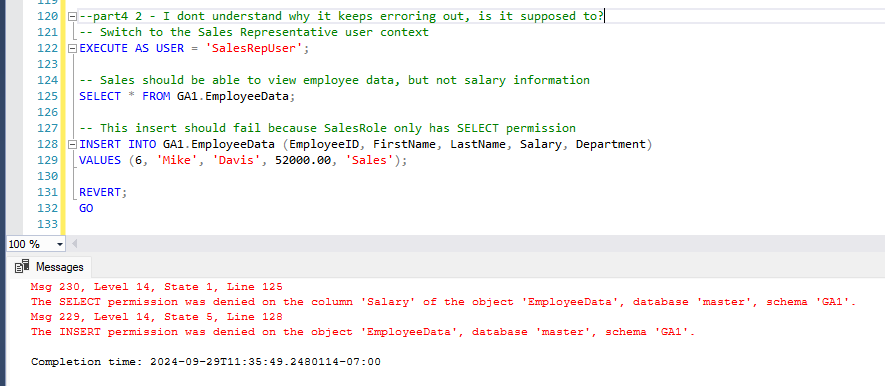 120 --part4 2 - I dont understand why it keeps erroring out, is it supposed to?
121 -- Switch to the Sales Representative user context
122 EXECUTE AS USER = 'SalesRepUser';
123
124 -- Sales should be able to view employee data, but not salary information
125 SELECT * FROM GA1.EmployeeData;
126
127 -- This insert should fail because SalesRole only has SELECT permission
128 INSERT INTO GA1.EmployeeData (EmployeeID, FirstName, LastName, Salary, Department)
129 VALUES (6, 'Mike', 'Davis', 52000.00, 'Sales');
130
131 REVERT;
132 GO
133
100 %
Messages
Msg 230, Level 14, State 1, Line 125
The SELECT permission was denied on the column 'Salary' of the object 'EmployeeData', database 'master', schema 'GA1'.
Msg 229, Level 14, State 5, Line 128
The INSERT permission was denied on the object 'EmployeeData', database 'master', schema 'GA1'.
Completion time: 2024-09-29T11:35:49.2480114-07:00